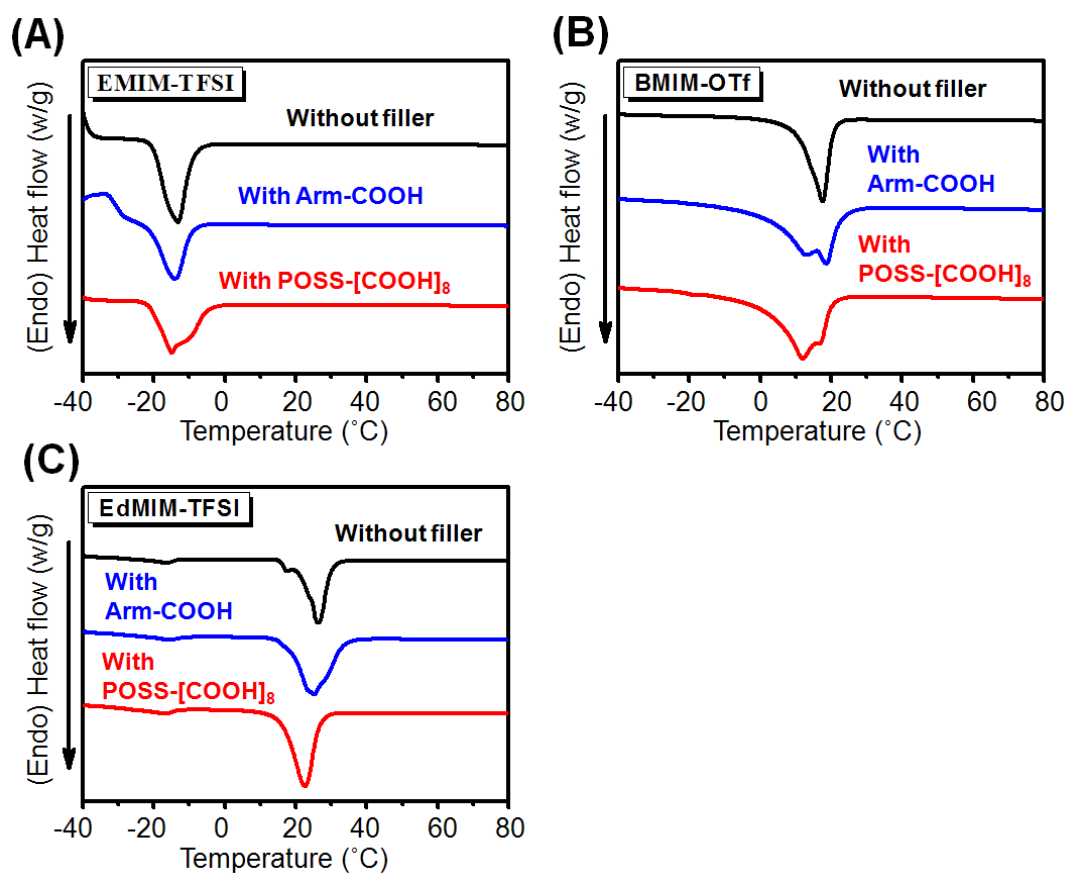 (A)
EMIM-TFSI
Without filler
With Arm-COOH
With POSS-[COOH]8
(Endo) Heat flow (w/g)
-40 -20 0 20 40 60 80
Temperature (˚C)
(B)
BMIM-OTf
Without filler
With
Arm-COOH
With
POSS-[COOH]8
(Endo) Heat flow (w/g)
-40 -20 0 20 40 60 80
Temperature (˚C)
(C)
EdMIM-TFSI
Without filler
With
Arm-COOH
With
POSS-[COOH]8
(Endo) Heat flow (w/g)
-40 -20 0 20 40 60 80
Temperature (˚C)